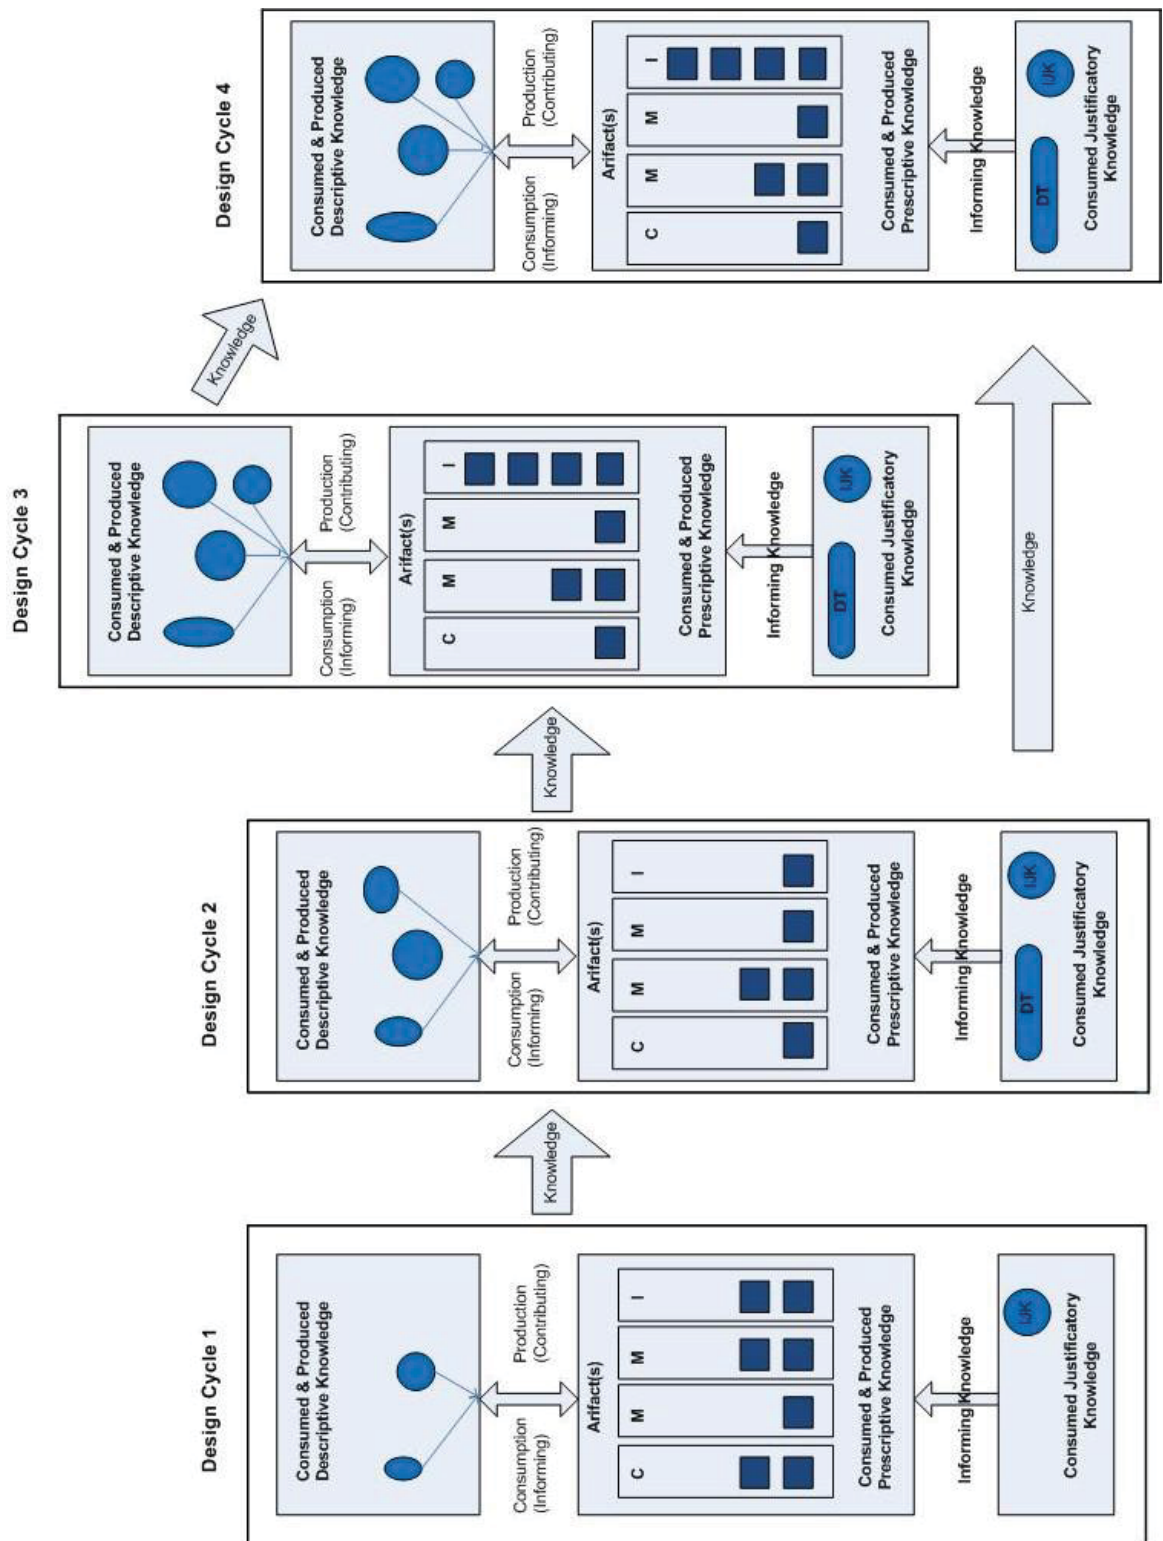 Design Cycle 1
Consumed & Produced
Descriptive Knowledge
Consumption
(Informing)
Production
(Contributing)
Arifact(s)
C
M
M
I
Consumed & Produced
Prescriptive Knowledge
Informing Knowledge
IJK
Consumed Justificatory
Knowledge
Knowledge
Design Cycle 2
Consumed & Produced
Descriptive Knowledge
Consumption
(Informing)
Production
(Contributing)
Arifact(s)
C
M
M
I
Consumed & Produced
Prescriptive Knowledge
Informing Knowledge
DT
IJK
Consumed Justificatory
Knowledge
Knowledge
Knowledge
Design Cycle 3
Consumed & Produced
Descriptive Knowledge
Consumption
(Informing)
Production
(Contributing)
Arifact(s)
C
M
M
I
Consumed & Produced
Prescriptive Knowledge
Informing Knowledge
DT
IJK
Consumed Justificatory
Knowledge
Knowledge
Design Cycle 4
Consumed & Produced
Descriptive Knowledge
Consumption
(Informing)
Production
(Contributing)
Arifact(s)
C
M
M
I
Consumed & Produced
Prescriptive Knowledge
Informing Knowledge
DT
IJK
Consumed Justificatory
Knowledge